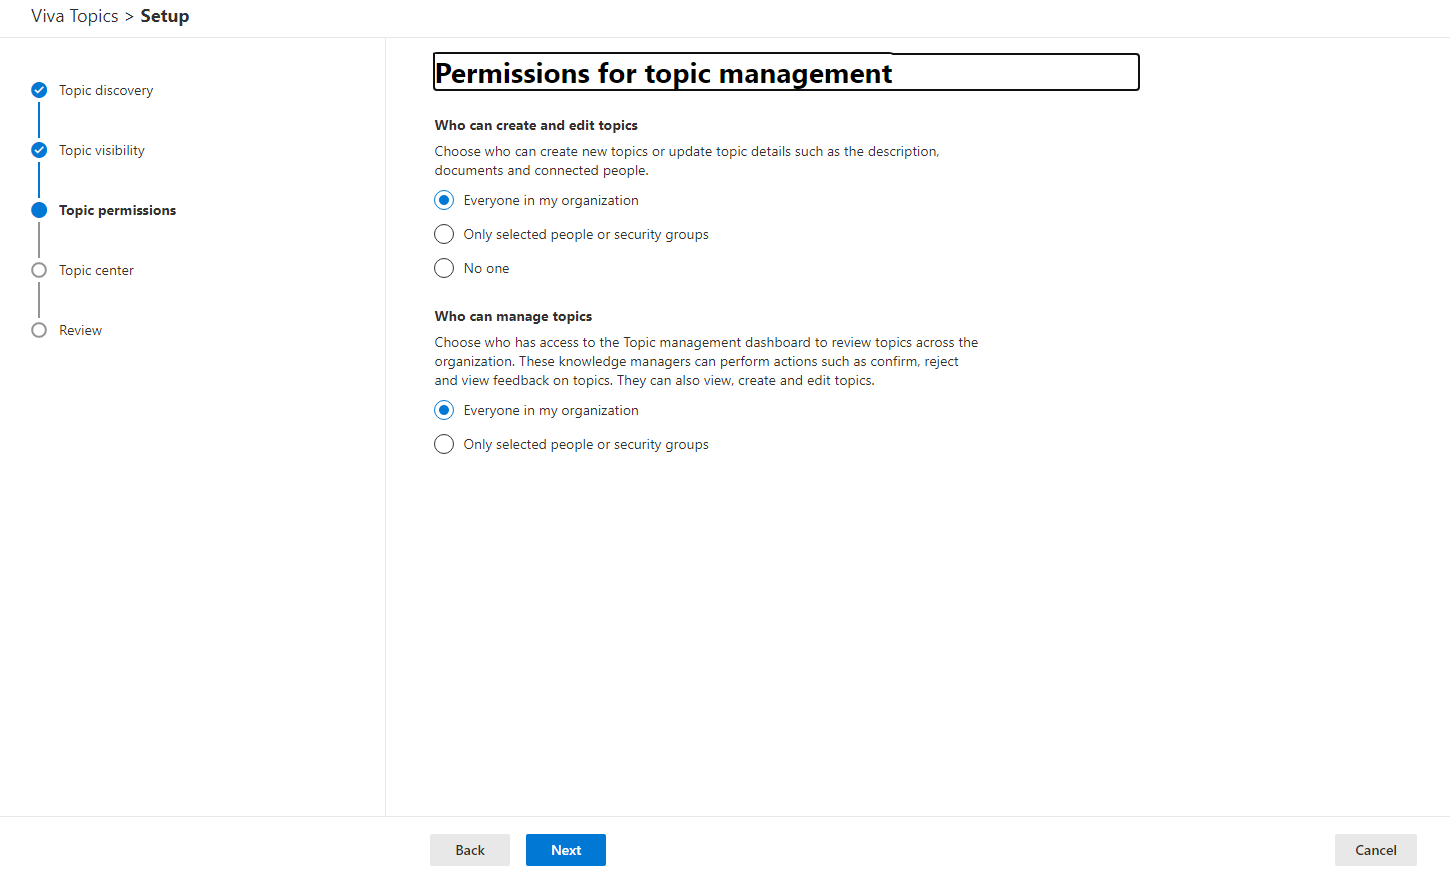 Viva Topics > Setup
Topic discovery
Topic visibility
Topic permissions
Topic center
Review
Permissions for topic management
Who can create and edit topics
Choose who can create new topics or update topic details such as the description,
documents and connected people.
Everyone in my organization
Only selected people or security groups
No one
Who can manage topics
Choose who has access to the Topic management dashboard to review topics across the
organization. These knowledge managers can perform actions such as confirm, reject
and view feedback on topics. They can also view, create and edit topics.
Everyone in my organization
Only selected people or security groups
Back
Next
Cancel